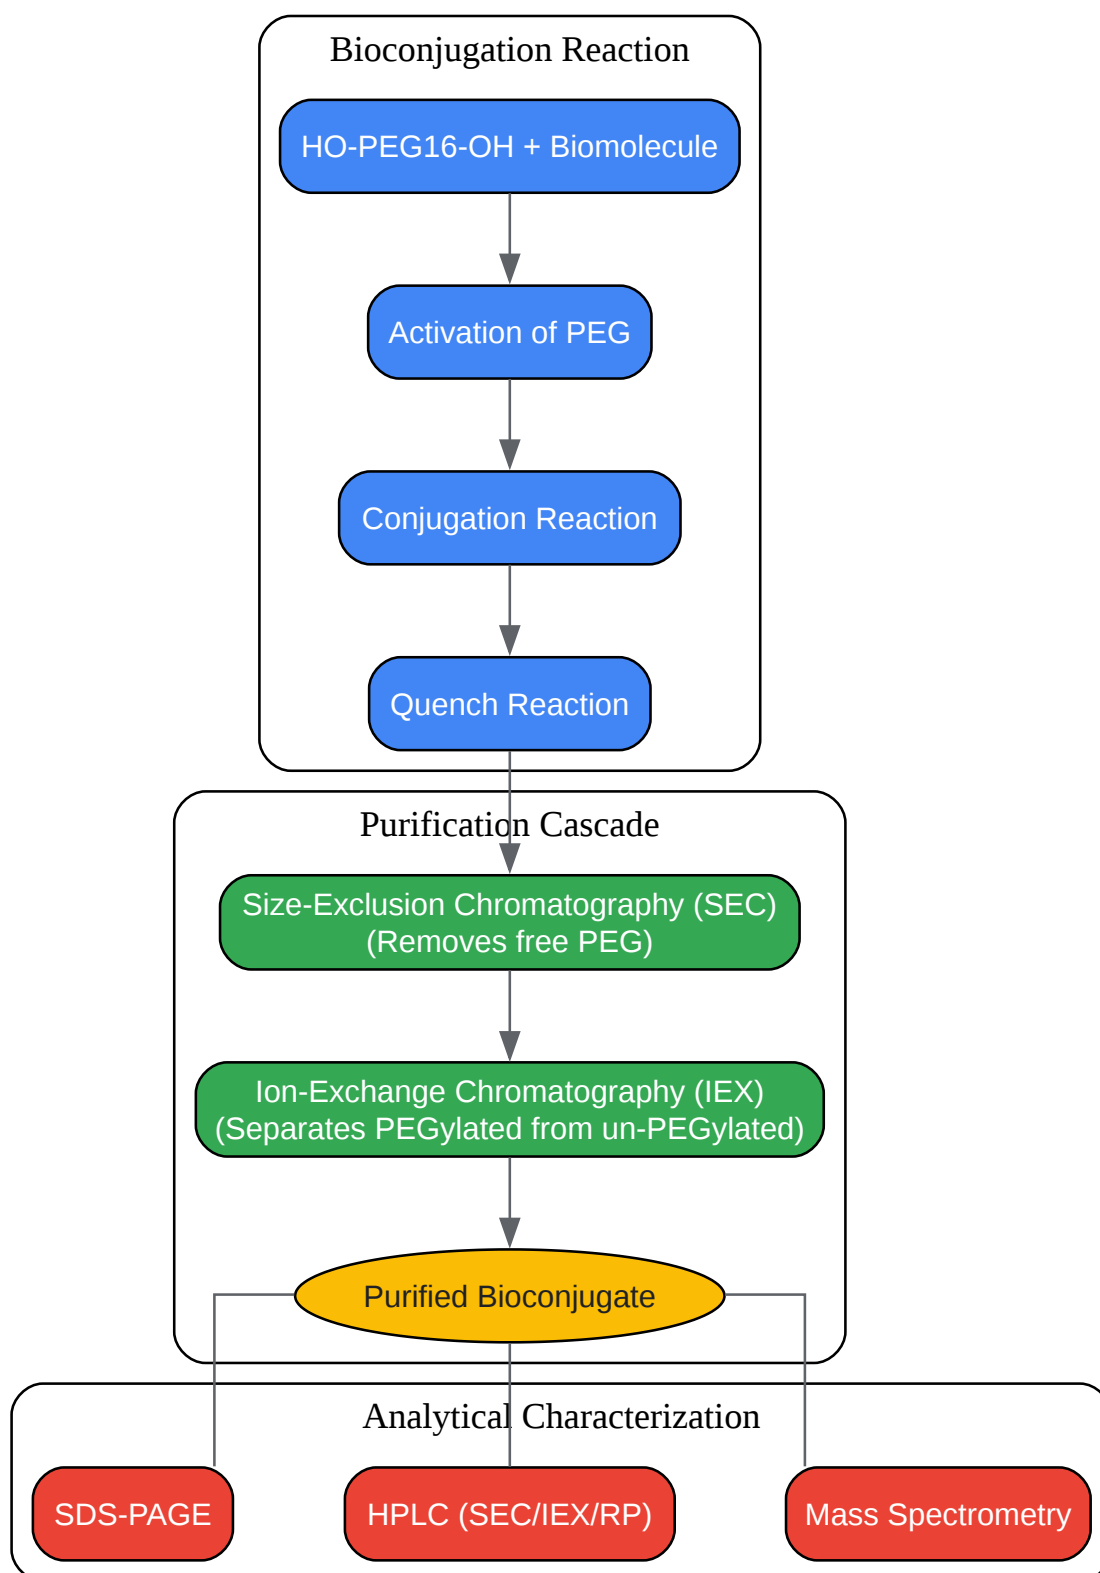 Bioconjugation Reaction
HO-PEG16-OH + Biomolecule
Activation of PEG
Conjugation Reaction
Quench Reaction
Purification Cascade
Size-Exclusion Chromatography (SEC)
(Removes free PEG)
Ion-Exchange Chromatography (IEX)
(Separates PEGylated from un-PEGylated)
Purified Bioconjugate
Analytical Characterization
SDS-PAGE
HPLC (SEC/IEX/RP)
Mass Spectrometry